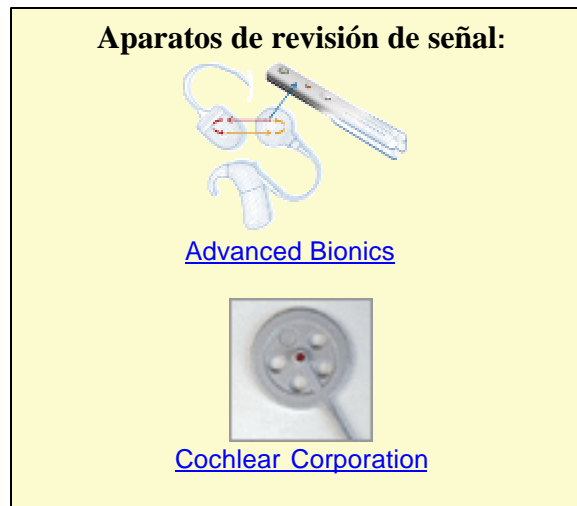 Aparatos de revisión de señal:
Advanced Bionics
Cochlear Corporation